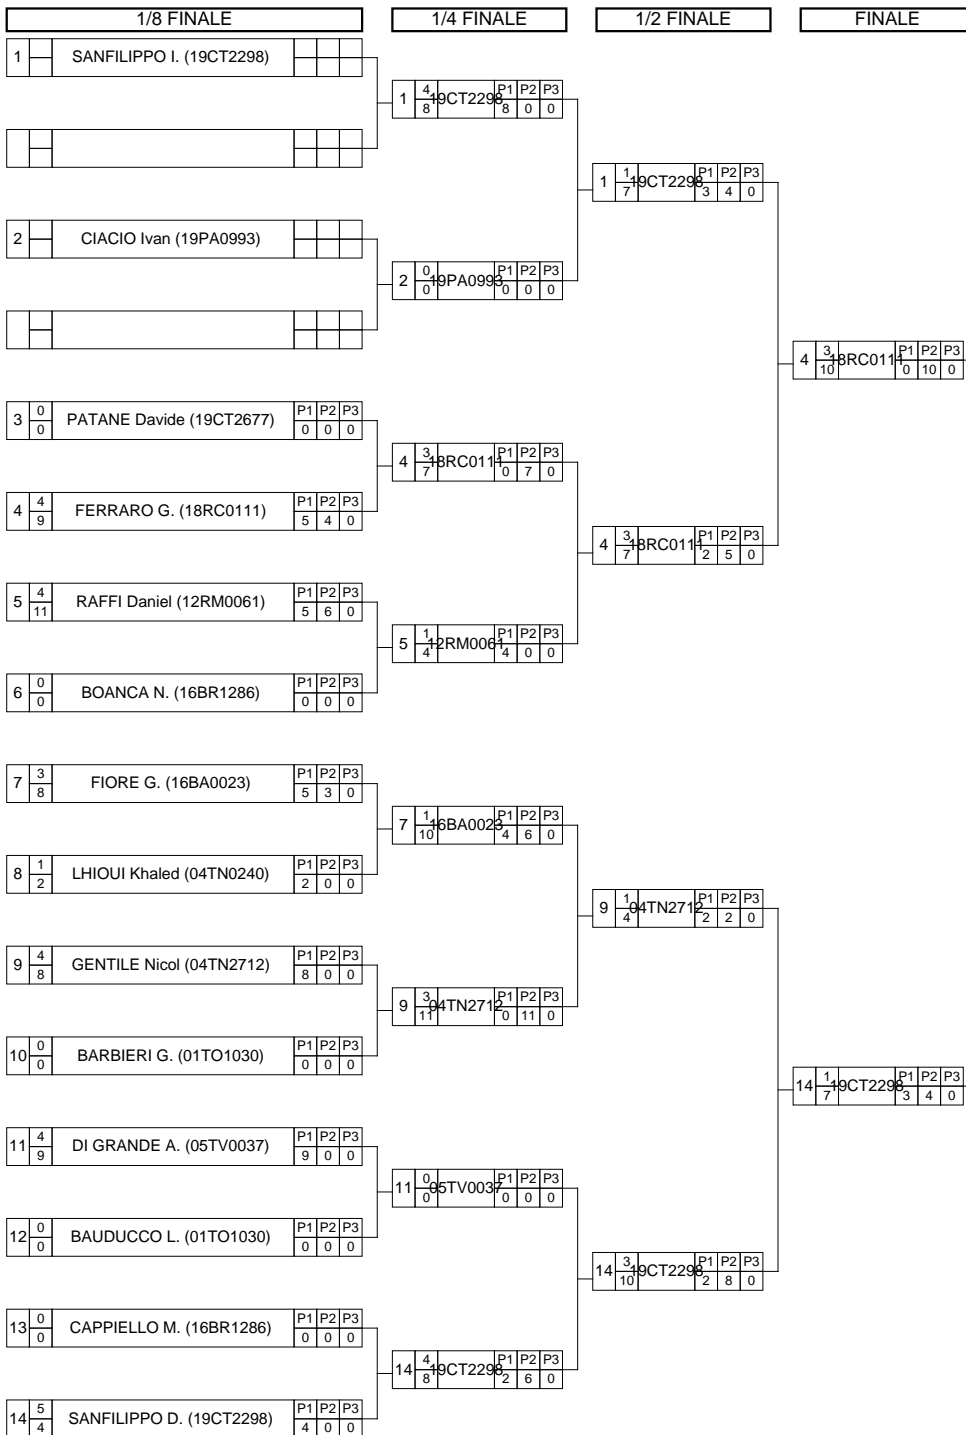 1/8 FINALE 1/4 FINALE 1/2 FINALE FINALE
1 SANFILIPPO I. (19CT2298)
1 4 8 19CT2298 P1 P2 P3 8 0 0
1 1 7 19CT2298 P1 P2 P3 3 4 0
2 CIACIO Ivan (19PA0993)
2 0 0 19PA0993 P1 P2 P3 0 0 0
4 3 10 18RC0111 P1 P2 P3 0 10 0
3 0 0 PATANE Davide (19CT2677) P1 P2 P3 0 0 0
4 3 7 18RC0111 P1 P2 P3 0 7 0
4 4 9 FERRARO G. (18RC0111) P1 P2 P3 5 4 0
4 3 7 18RC0111 P1 P2 P3 2 5 0
5 4 11 RAFFI Daniel (12RM0061) P1 P2 P3 5 6 0
5 1 4 12RM0061 P1 P2 P3 4 0 0
6 0 0 BOANCA N. (16BR1286) P1 P2 P3 0 0 0
7 3 8 FIORE G. (16BA0023) P1 P2 P3 5 3 0
7 1 10 16BA0023 P1 P2 P3 4 6 0
8 1 2 LHIOUI Khaled (04TN0240) P1 P2 P3 2 0 0
9 1 4 04TN2712 P1 P2 P3 2 2 0
9 4 8 GENTILE Nicol (04TN2712) P1 P2 P3 8 0 0
9 3 11 04TN2712 P1 P2 P3 0 11 0
10 0 0 BARBIERI G. (01TO1030) P1 P2 P3 0 0 0
14 1 7 19CT2298 P1 P2 P3 3 4 0
11 4 9 DI GRANDE A. (05TV0037) P1 P2 P3 9 0 0
11 0 0 05TV0037 P1 P2 P3 0 0 0
12 0 0 BAUDUCCO L. (01TO1030) P1 P2 P3 0 0 0
14 3 10 19CT2298 P1 P2 P3 2 8 0
13 0 0 CAPPIELLO M. (16BR1286) P1 P2 P3 0 0 0
14 4 8 19CT2298 P1 P2 P3 2 6 0
14 5 4 SANFILIPPO D. (19CT2298) P1 P2 P3 4 0 0